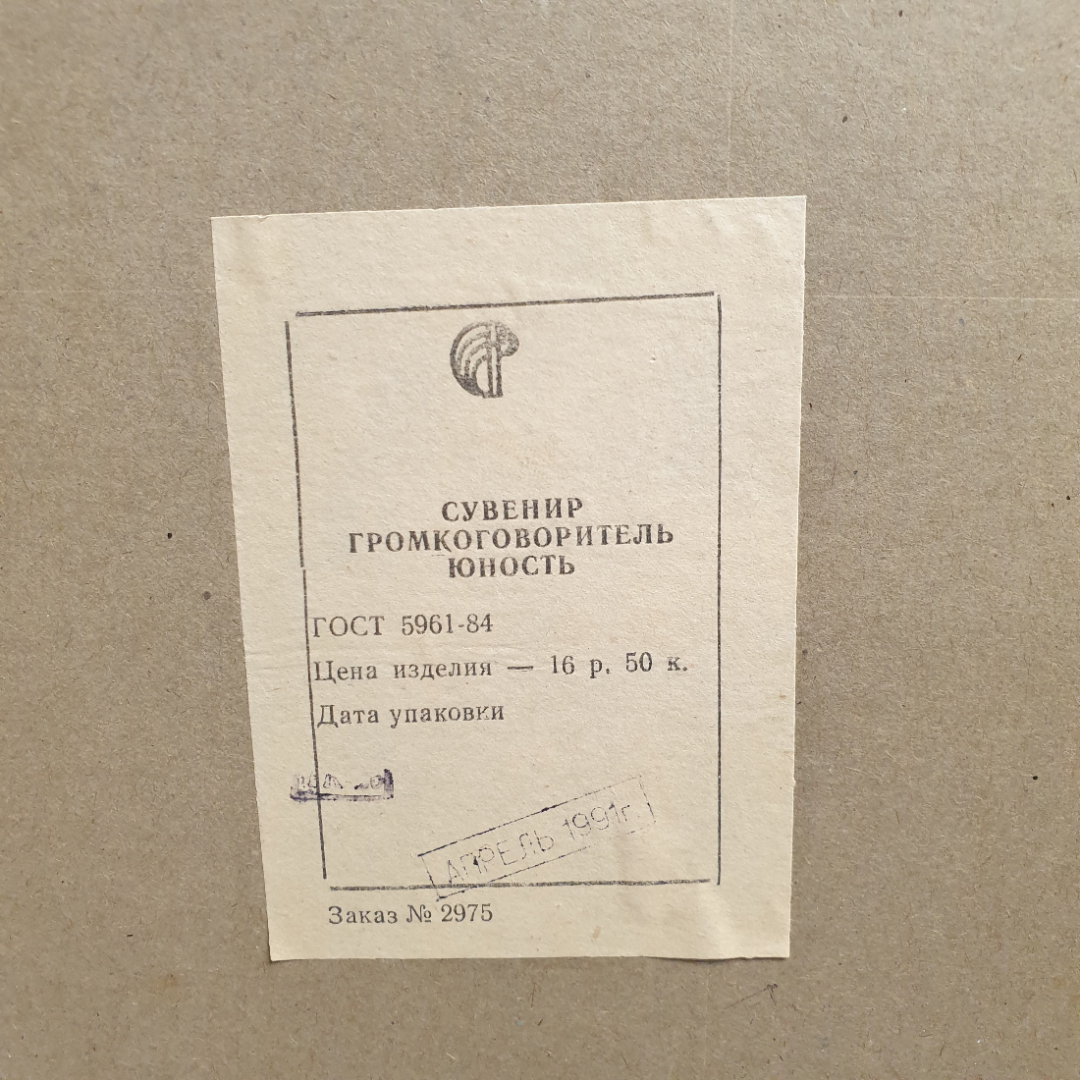 СУВЕНИР
ГРОМКОГОВОРИТЕЛЬ
ЮНОСТЬ
ГОСТ 5961-84
Цена изделия — 16 р. 50 к.
Дата упаковки
АПРЕЛЬ 1991г.
Заказ № 2975